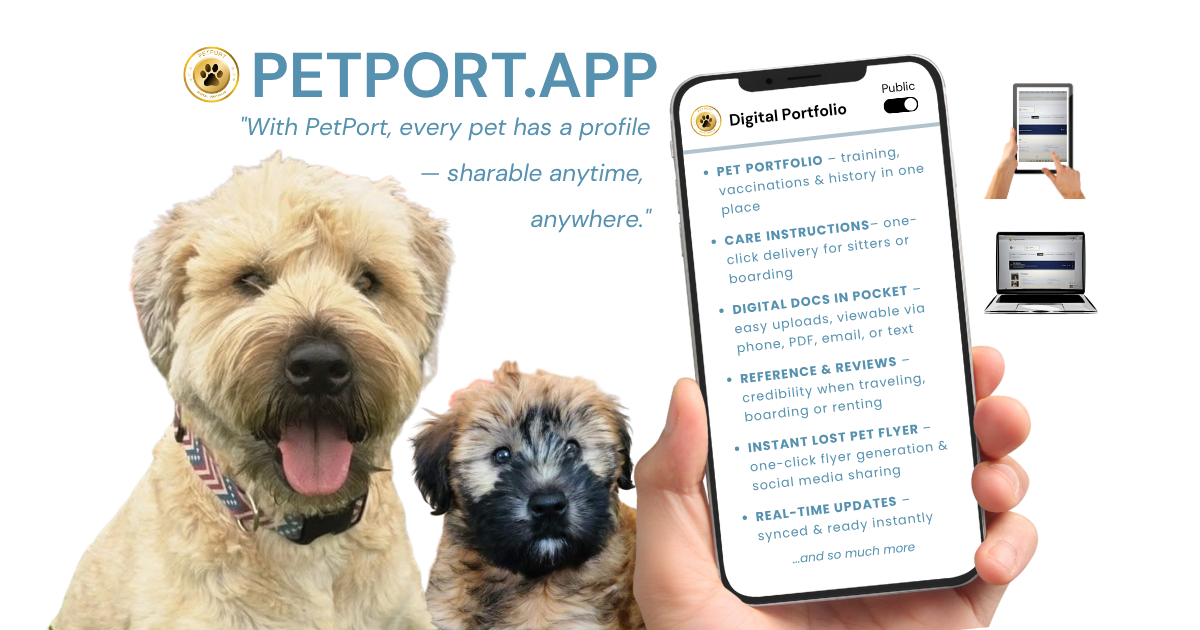 PETPORT.APP
"With PetPort, every pet has a profile
— sharable anytime,
anywhere."
Digital Portfolio
Public
• PET PORTFOLIO – training,
vaccinations & history in one
place
• CARE INSTRUCTIONS– one-
click delivery for sitters or
boarding
• DIGITAL DOCS IN POCKET –
easy uploads, viewable via
phone, PDF, email, or text
• REFERENCE & REVIEWS –
credibility when traveling,
boarding or renting
• INSTANT LOST PET FLYER –
one-click flyer generation &
social media sharing
• REAL-TIME UPDATES –
synced & ready instantly
...and so much more